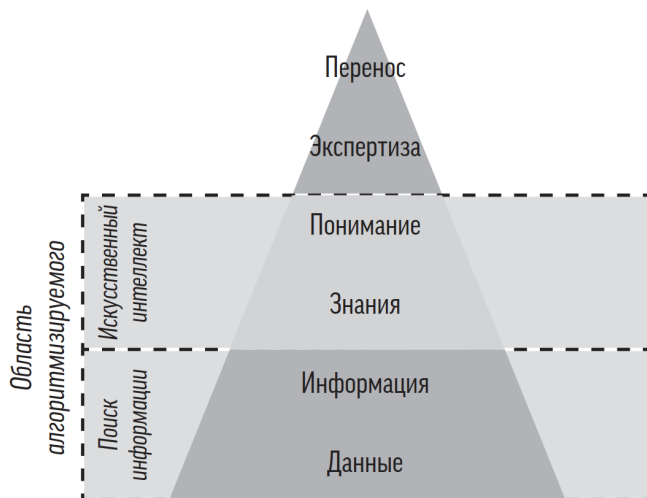 Перенос
Экспертиза
Понимание
Знания
Информация
Данные
Область
алгоритмизируемого
Искусственный
интеллект
Поиск
информации